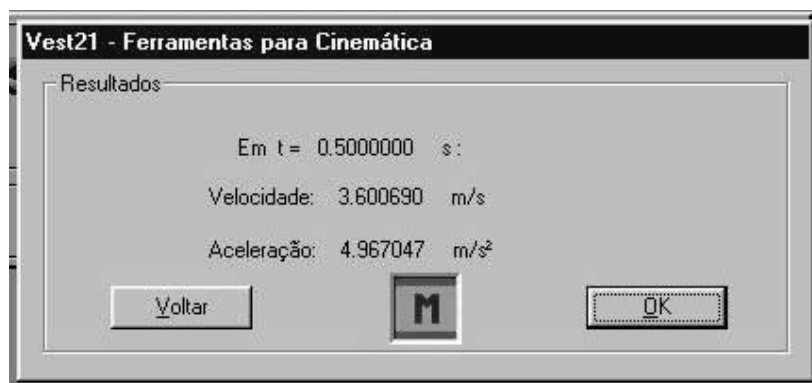 Vest21 - Ferramentas para Cinemática
Resultados
Em t = 0.5000000 s :
Velocidade: 3.600690 m/s
Aceleração: 4.967047 m/s²
Voltar
M
OK